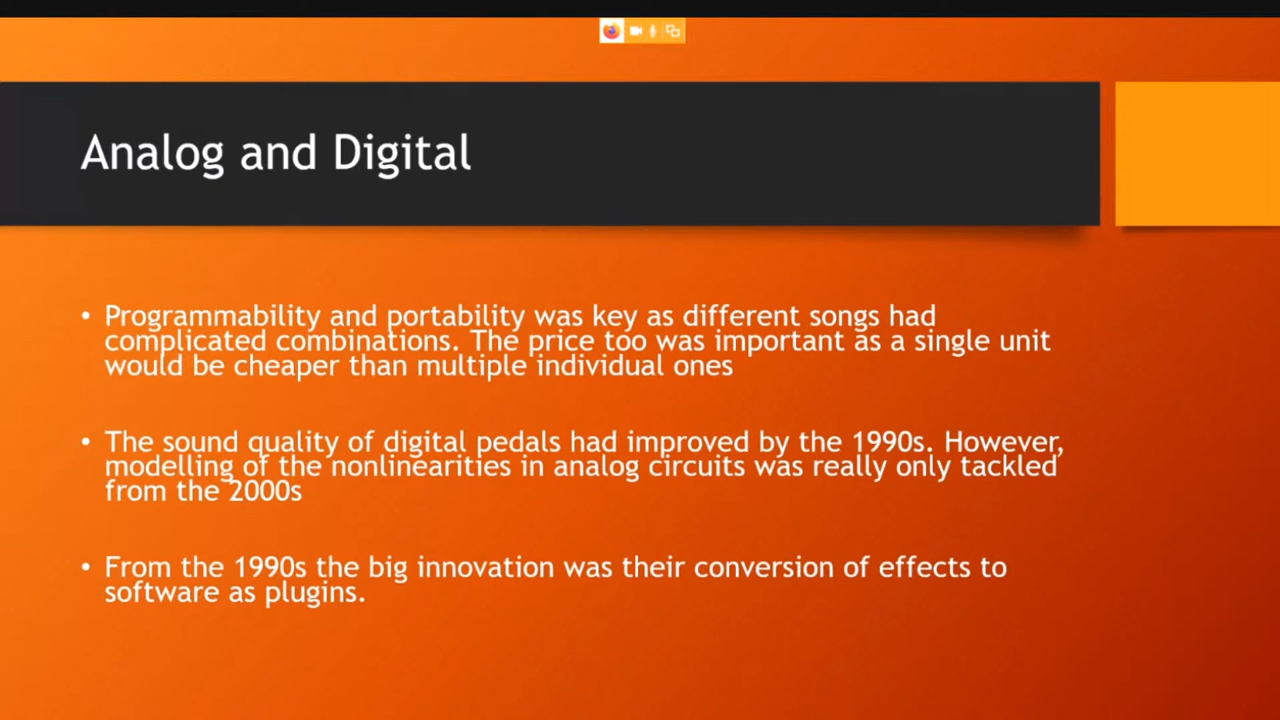 Analog and Digital
• Programmability and portability was key as different songs had
complicated combinations. The price too was important as a single unit
would be cheaper than multiple individual ones
• The sound quality of digital pedals had improved by the 1990s. However,
modelling of the nonlinearities in analog circuits was really only tackled
from the 2000s
• From the 1990s the big innovation was their conversion of effects to
software as plugins.